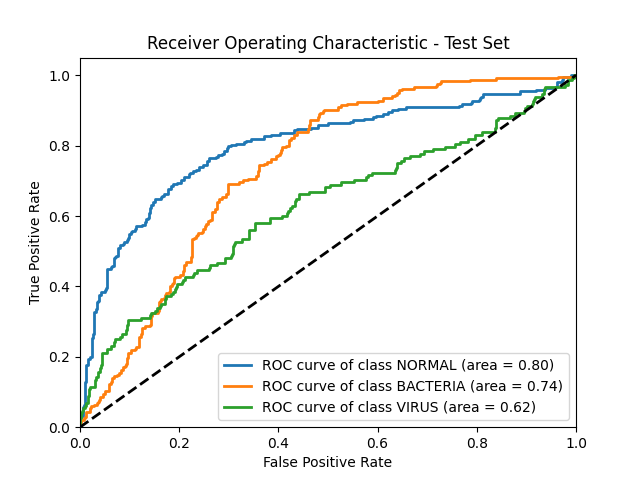 Receiver Operating Characteristic - Test Set
True Positive Rate
1.0
0.8
0.6
0.4
0.2
0.0
ROC curve of class NORMAL (area = 0.80)
ROC curve of class BACTERIA (area = 0.74)
ROC curve of class VIRUS (area = 0.62)
0.0 0.2 0.4 0.6 0.8 1.0
False Positive Rate